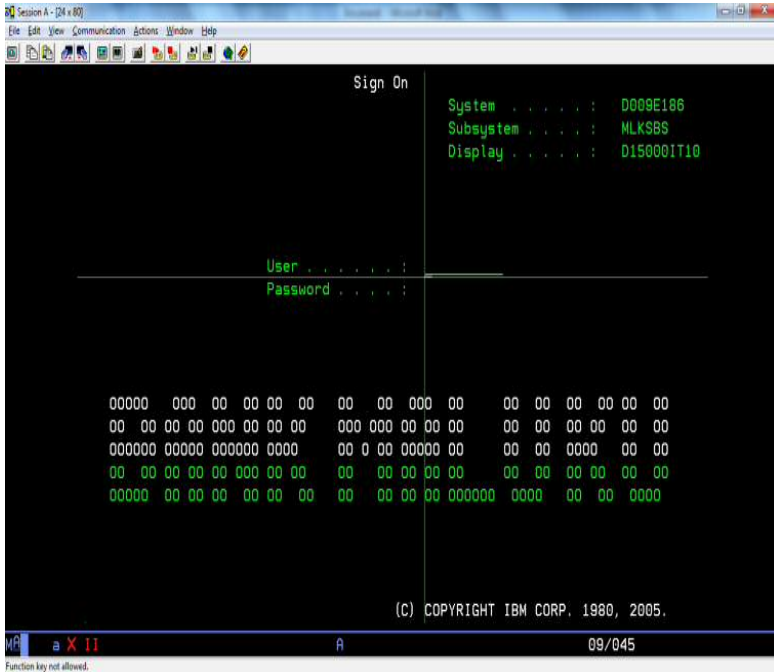 Session A - [24 x 80]
File Edit View Communication Actions Window Help
Sign On
System . . . . . : D009E186
Subsystem . . . . : MLKSBS
Display . . . . . : D15000IT10
User . . . . . . :
Password . . . . :
00000 000 00 00 00 00 00 00 000 00 00 00 00 00 00 00
00 00 00 00 000 00 00 00 000 000 00 00 00 00 00 00 00 00 00
000000 00000 000000 0000 00 0 00 00000 00 00 00 0000 00 00
00 00 00 00 00 000 00 00 00 00 00 00 00 00 00 00 00 00 00
00000 00 00 00 00 00 00 00 00 00 00 000000 0000 00 00 0000
(C) COPYRIGHT IBM CORP. 1980, 2005.
MA a X II A 09/045
Function key not allowed.